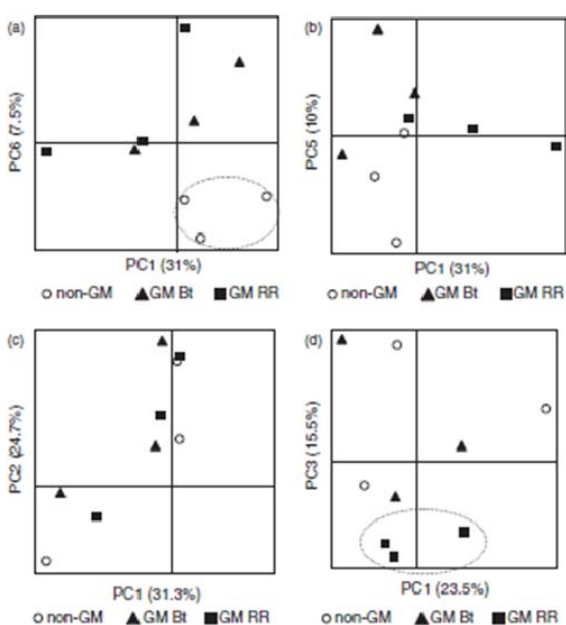 (a)
PC6 (7.5%)
PC1 (31%)
○ non-GM ▲ GM Bt ■ GM RR
(b)
PC5 (10%)
PC1 (31%)
○ non-GM ▲ GM Bt ■ GM RR
(c)
PC2 (24.7%)
PC1 (31.3%)
○ non-GM ▲ GM Bt ■ GM RR
(d)
PC3 (15.5%)
PC1 (23.5%)
○ non-GM ▲ GM Bt ■ GM RR